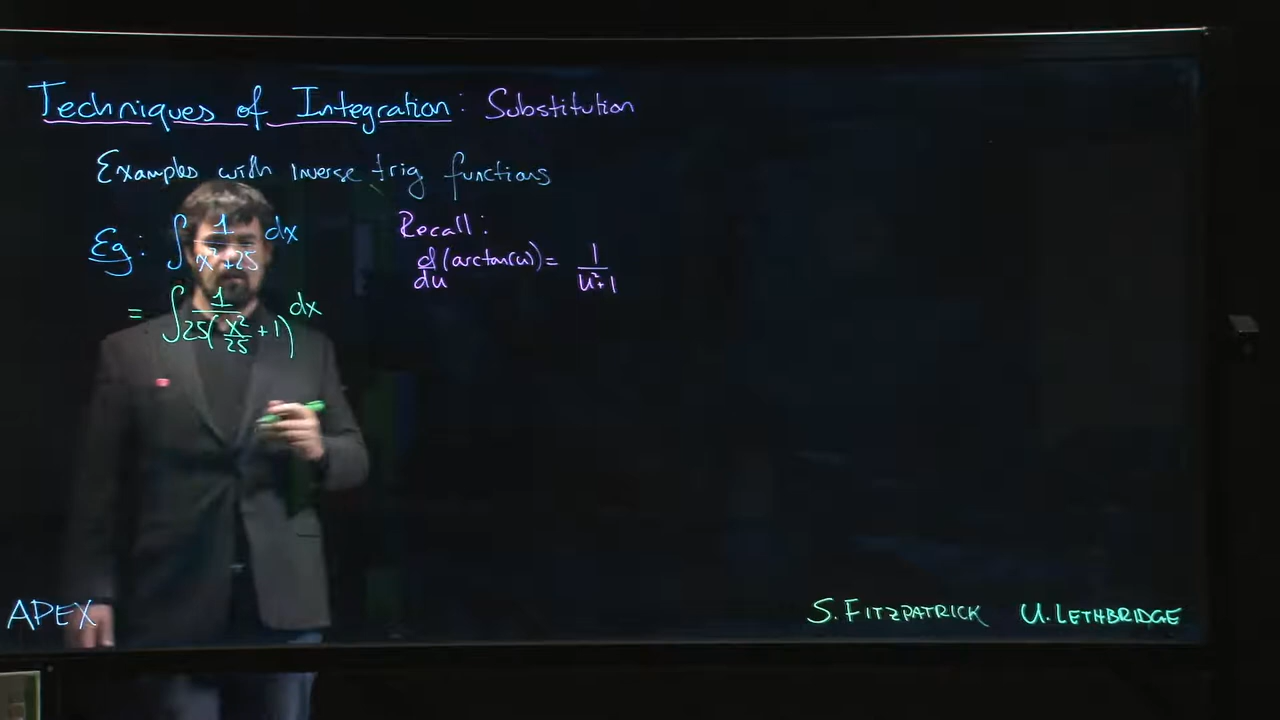 Techniques of Integration: Substitution
Examples with inverse trig functions
Eg: ∫ 1/(x²+25) dx
= ∫ 1/(25(x²/25 + 1)) dx
Recall:
d/du (arctan(u)) = 1/(u²+1)
APEX
S. FITZPATRICK U. LETHBRIDGE